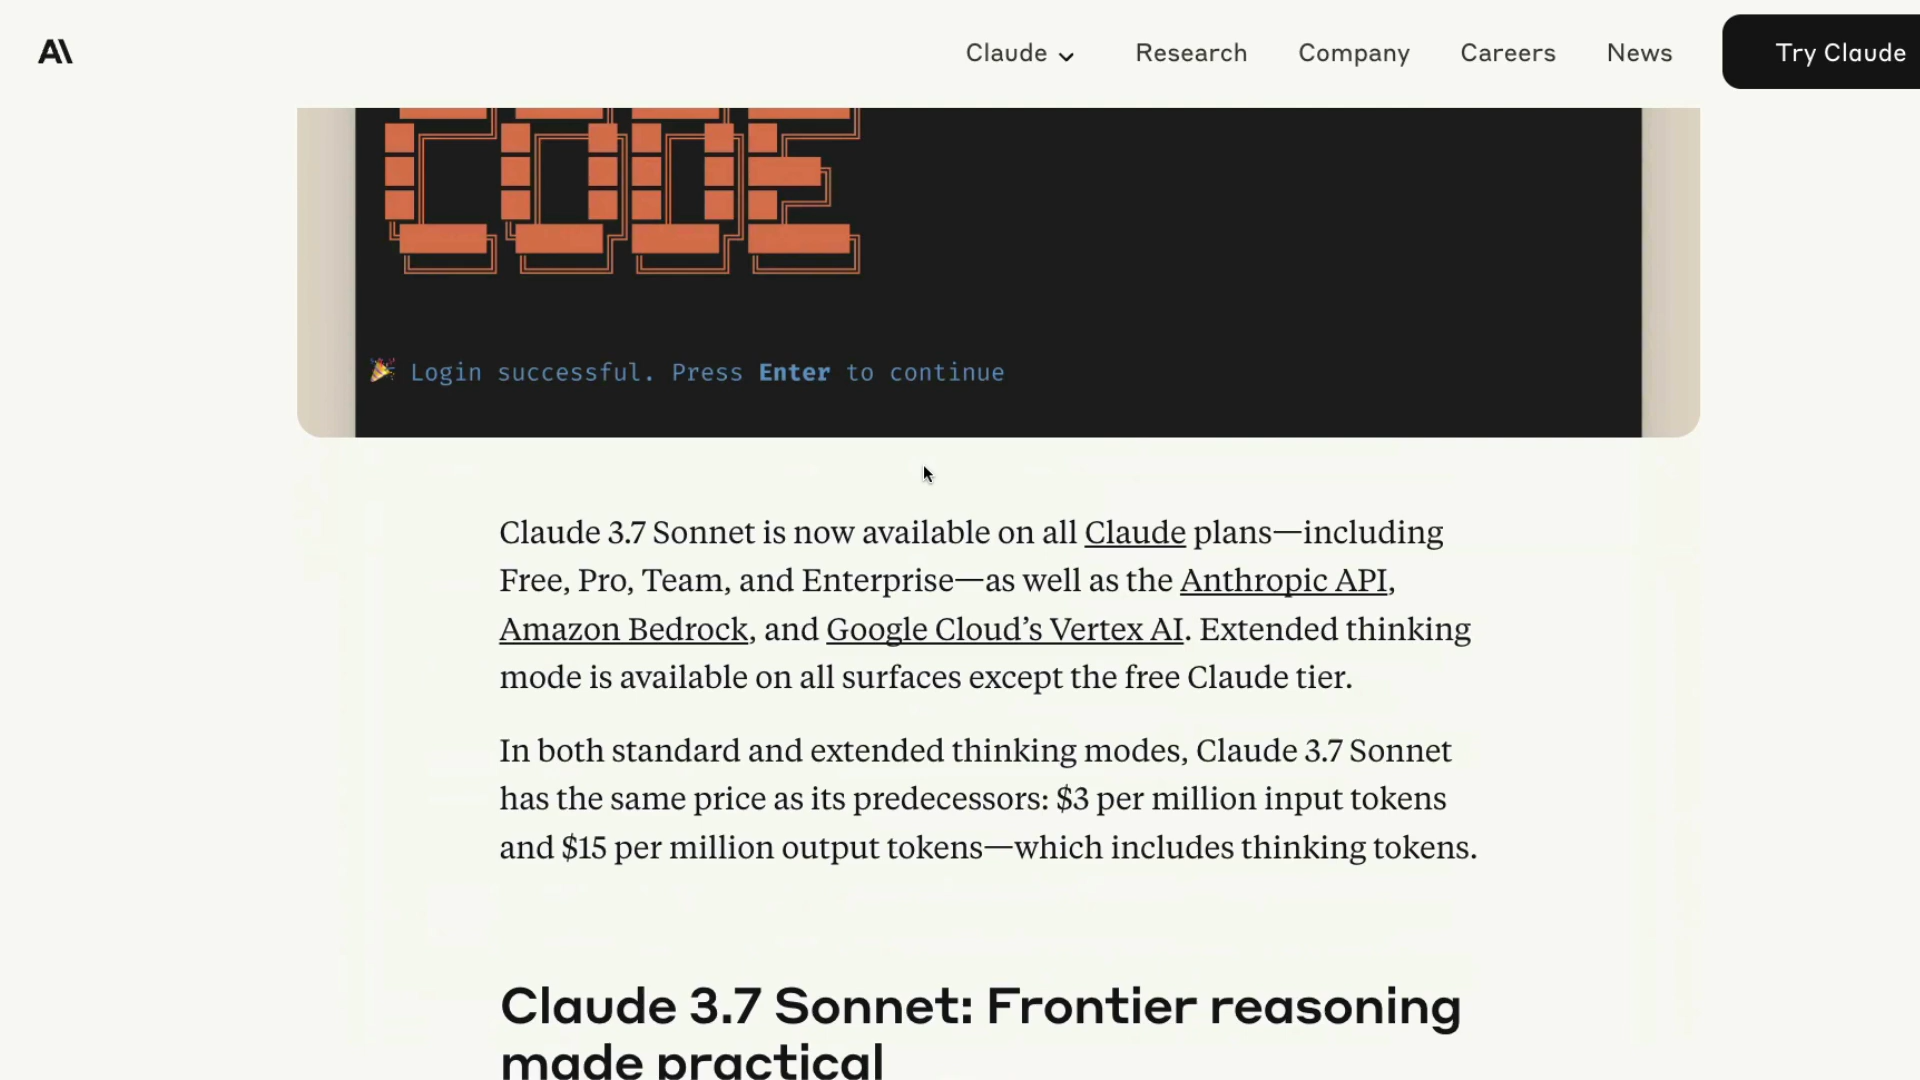 A\
Claude Research Company Careers News Try Claude
CODE
🎉 Login successful. Press Enter to continue
Claude 3.7 Sonnet is now available on all Claude plans—including
Free, Pro, Team, and Enterprise—as well as the Anthropic API,
Amazon Bedrock, and Google Cloud’s Vertex AI. Extended thinking
mode is available on all surfaces except the free Claude tier.
In both standard and extended thinking modes, Claude 3.7 Sonnet
has the same price as its predecessors: $3 per million input tokens
and $15 per million output tokens—which includes thinking tokens.
Claude 3.7 Sonnet: Frontier reasoning
made practical